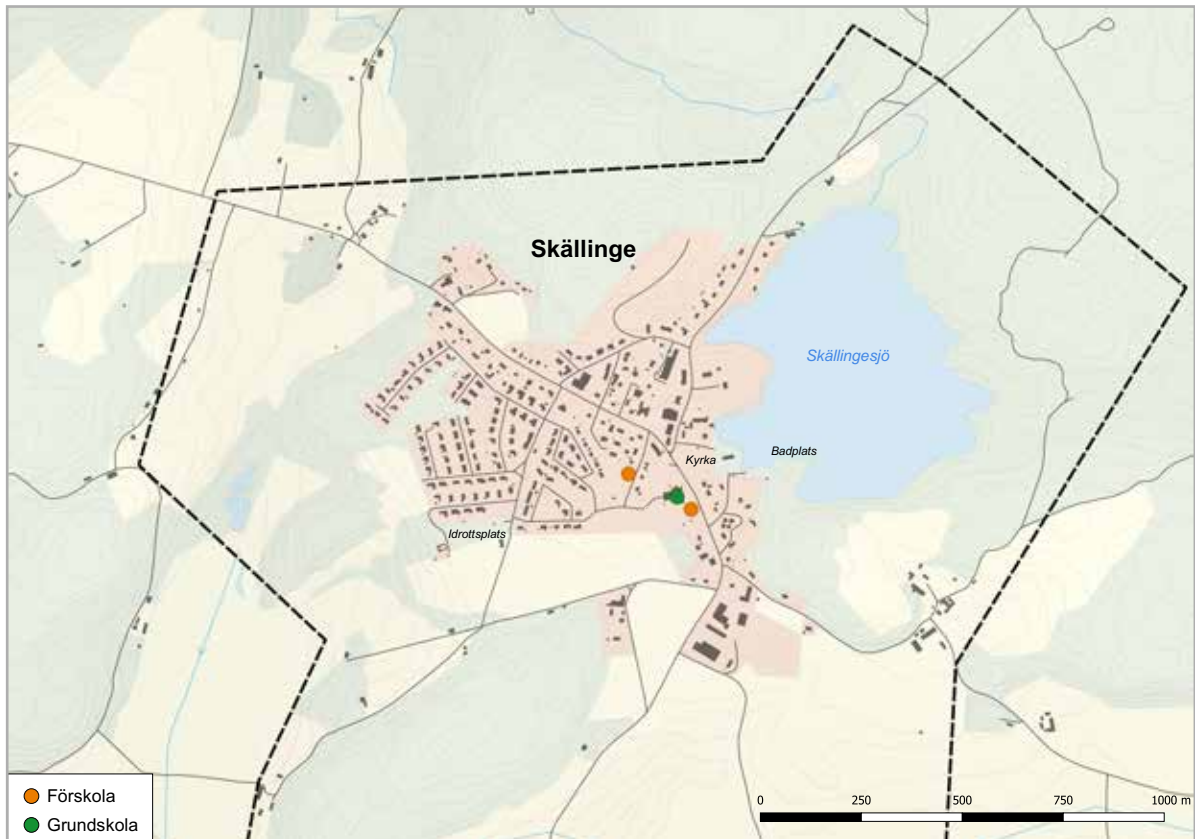 Skällinge
Skällingesjö
Kyrka
Badplats
Idrottsplats
Förskola
Grundskola
0 250 500 750 1000 m